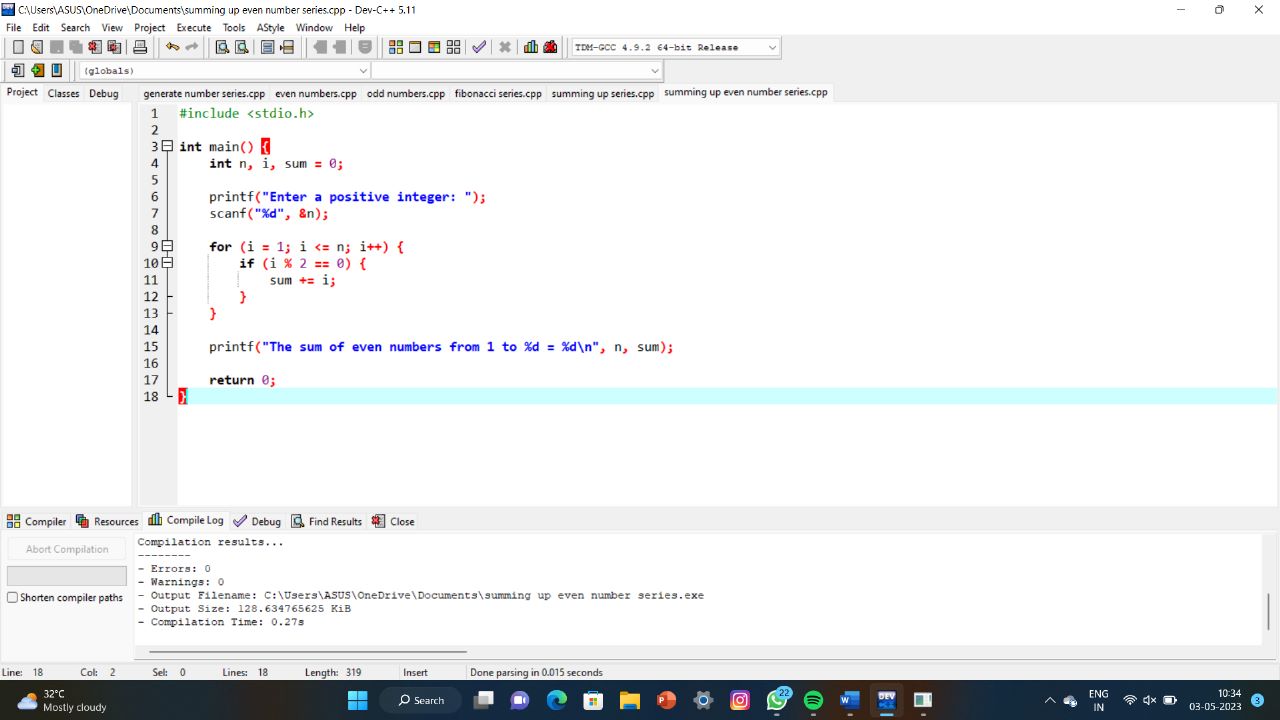 C:\Users\ASUS\OneDrive\Documents\summing up even number series.cpp - Dev-C++ 5.11
File Edit Search View Project Execute Tools AStyle Window Help
TDM-GCC 4.9.2 64-bit Release
(globals)
Project Classes Debug generate number series.cpp even numbers.cpp odd numbers.cpp fibonacci series.cpp summing up series.cpp summing up even number series.cpp
1 #include <stdio.h>
2
3 int main() {
4 int n, i, sum = 0;
5
6 printf("Enter a positive integer: ");
7 scanf("%d", &n);
8
9 for (i = 1; i <= n; i++) {
10 if (i % 2 == 0) {
11 sum += i;
12 }
13 }
14
15 printf("The sum of even numbers from 1 to %d = %d\n", n, sum);
16
17 return 0;
18 }
Compiler Resources Compile Log Debug Find Results Close
Abort Compilation
Shorten compiler paths
Compilation results...
--------
- Errors: 0
- Warnings: 0
- Output Filename: C:\Users\ASUS\OneDrive\Documents\summing up even number series.exe
- Output Size: 128.634765625 KiB
- Compilation Time: 0.27s
Line: 18 Col: 2 Sel: 0 Lines: 18 Length: 319 Insert Done parsing in 0.015 seconds
32°C
Mostly cloudy
Search
22
DEV
ENG
IN
10:34
03-05-2023
3